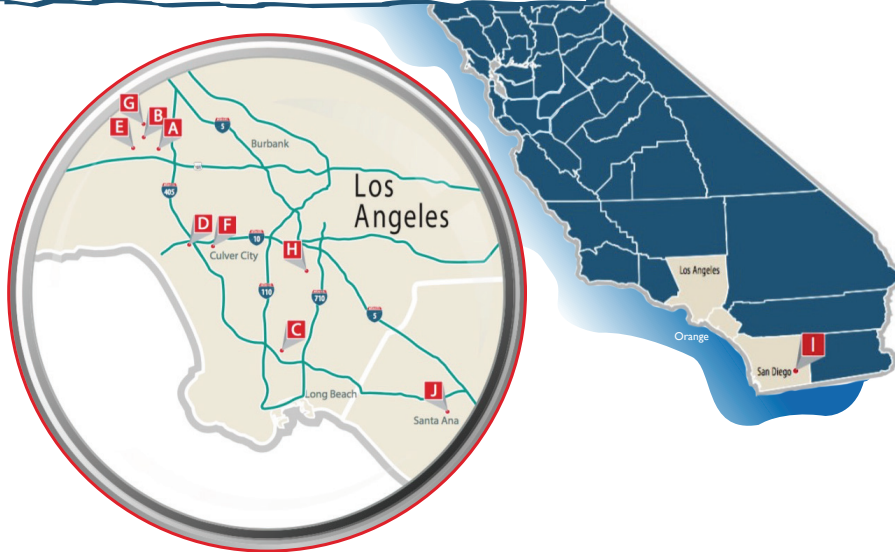 G
B
E
A
5
Burbank
405
Los
Angeles
D
F
10
Culver City
H
110
710
5
C
Long Beach
J
Santa Ana
Los Angeles
Orange
I
San Diego